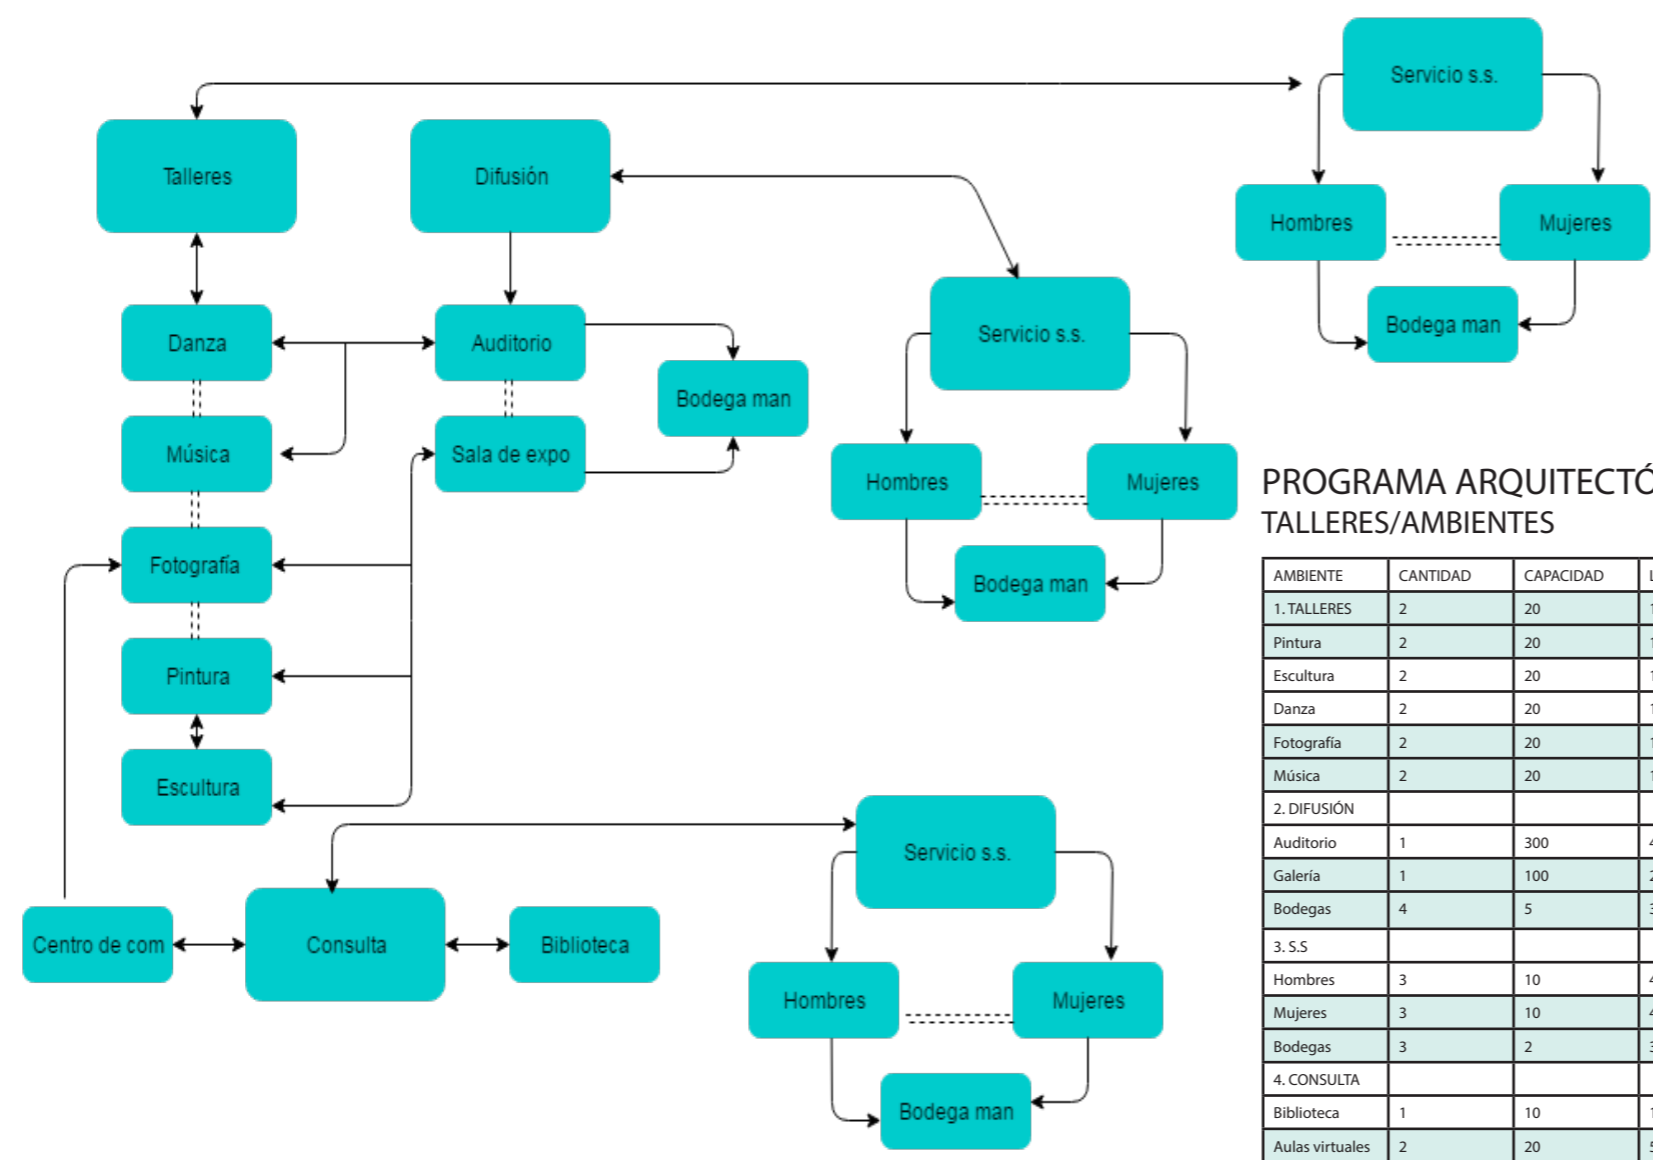 Servicio s.s.
Talleres
Difusión
Hombres
Mujeres
Bodega man
Danza
Auditorio
Servicio s.s.
Bodega man
Música
Sala de expo
Hombres
Mujeres
Fotografía
Bodega man
Pintura
Escultura
Servicio s.s.
Centro de com
Consulta
Biblioteca
Hombres
Mujeres
Bodega man
PROGRAMA ARQUITECTÓ
TALLERES/AMBIENTES
AMBIENTE CANTIDAD CAPACIDAD
1. TALLERES 2 20
Pintura 2 20
Escultura 2 20
Danza 2 20
Fotografía 2 20
Música 2 20
2. DIFUSIÓN
Auditorio 1 300
Galería 1 100
Bodegas 4 5
3. S.S
Hombres 3 10
Mujeres 3 10
Bodegas 3 2
4. CONSULTA
Biblioteca 1 10
Aulas virtuales 2 20